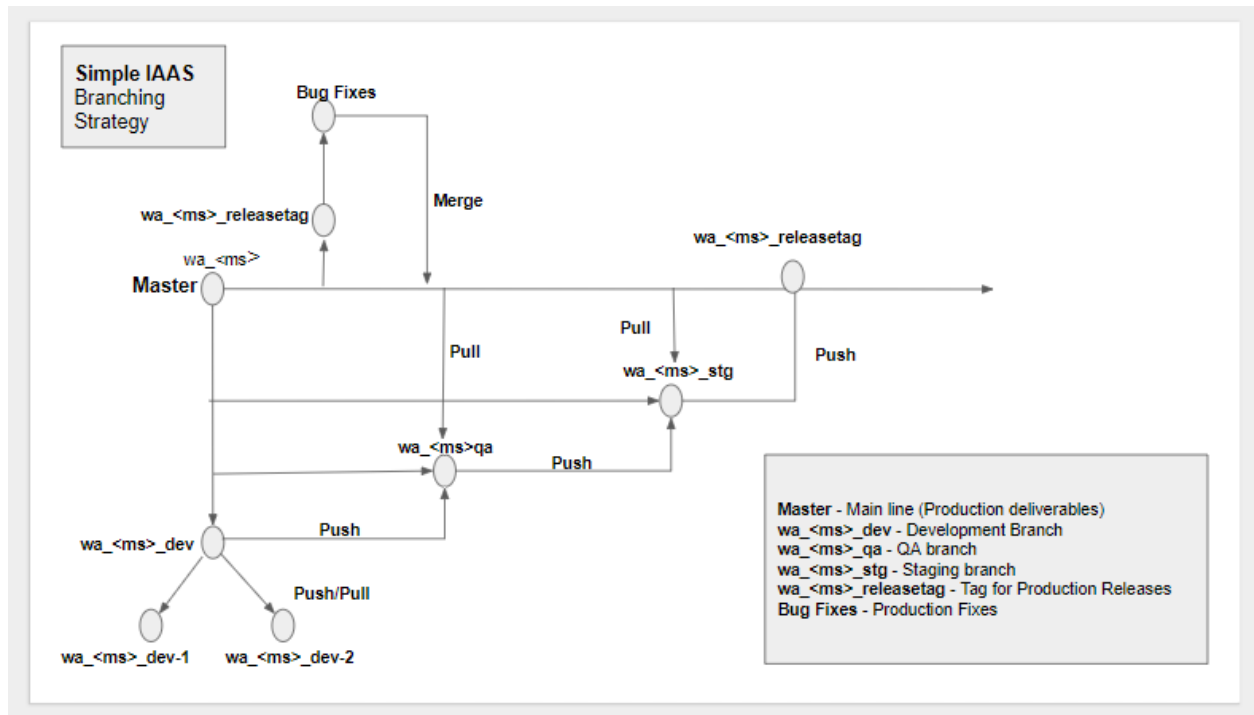 Simple IAAS
Branching
Strategy
Bug Fixes
Merge
wa_<ms>_releasetag
wa_<ms>_releasetag
wa_<ms>
Master
Pull
Pull
Push
wa_<ms>_stg
wa_<ms>qa
Push
Push
wa_<ms>_dev
Push/Pull
wa_<ms>_dev-1
wa_<ms>_dev-2
Master - Main line (Production deliverables)
wa_<ms>_dev - Development Branch
wa_<ms>_qa - QA branch
wa_<ms>_stg - Staging branch
wa_<ms>_releasetag - Tag for Production Releases
Bug Fixes - Production Fixes